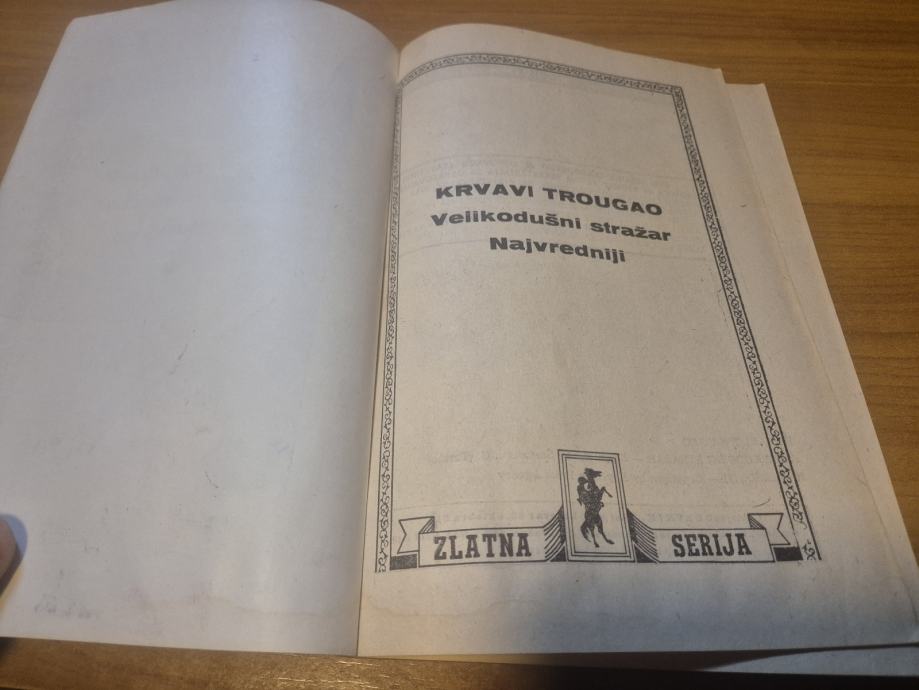 KRVAVI TROUGAO
Velikodušni stražar
Najvredniji
ZLATNA SERIJA